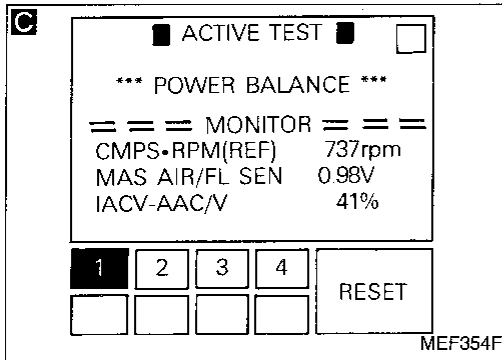 C
ACTIVE TEST
*** POWER BALANCE ***
= = = MONITOR = = =
CMPS•RPM(REF) 737rpm
MAS AIR/FL SEN 0.98V
IACV-AAC/V 41%
1 2 3 4
RESET
MEF354F